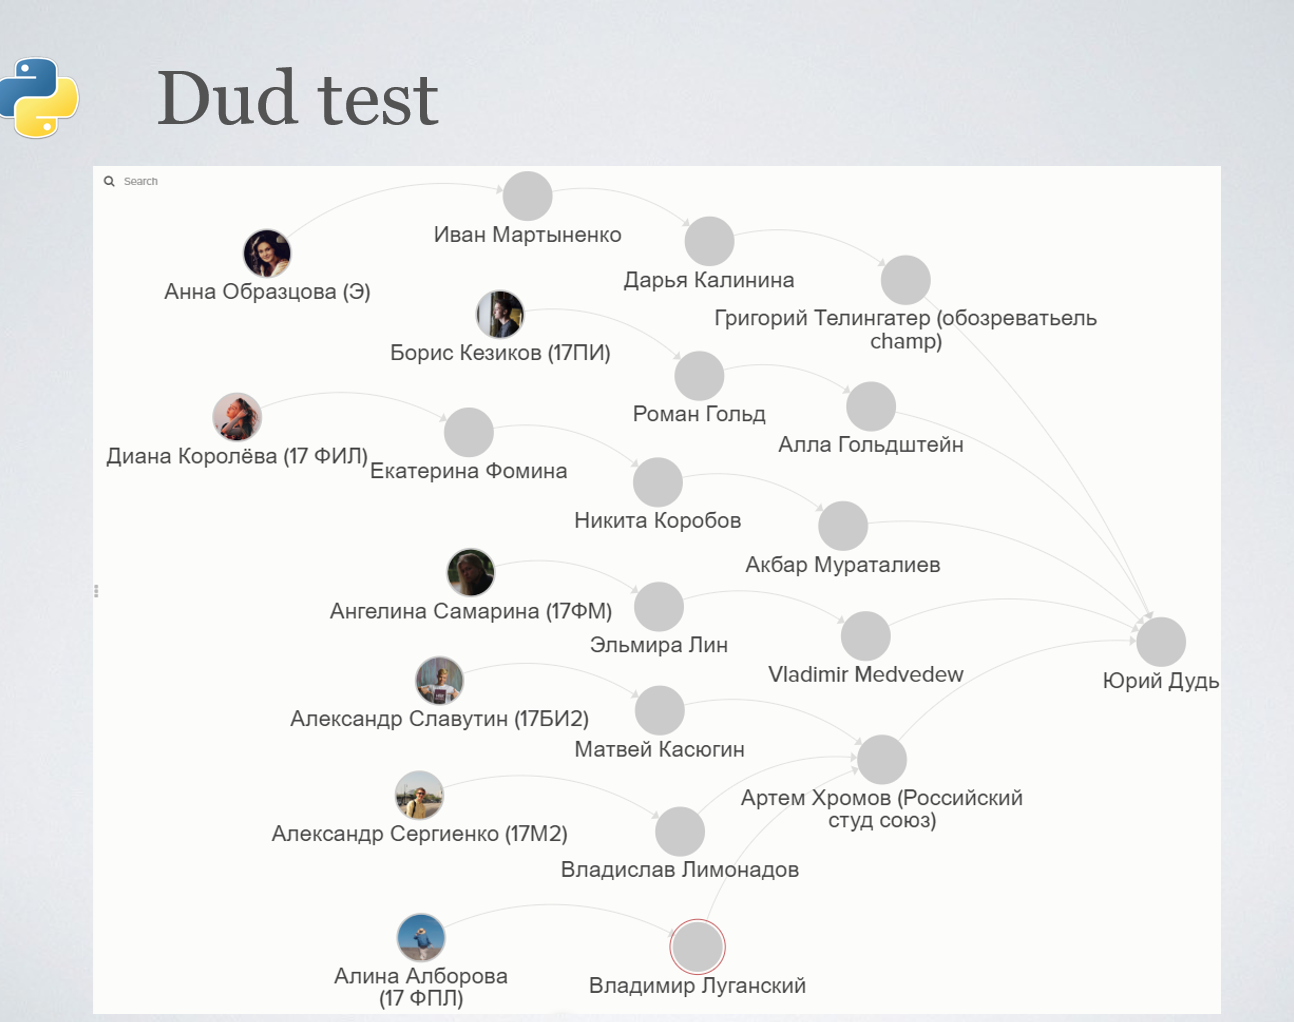 Dud test
Search
Иван Мартыненко
Дарья Калинина
Анна Образцова (Э)
Григорий Телингатер (обозреватьель
champ)
Борис Кезиков (17ПИ)
Роман Гольд
Алла Гольдштейн
Диана Королёва (17 ФИЛ)
Екатерина Фомина
Никита Коробов
Акбар Мураталиев
Ангелина Самарина (17ФМ)
Эльмира Лин
Vladimir Medvedew
Юрий Дудь
Александр Славутин (17БИ2)
Матвей Касюгин
Артем Хромов (Российский
студ союз)
Александр Сергиенко (17М2)
Владислав Лимонадов
Алина Алборова
(17 ФПЛ)
Владимир Луганский